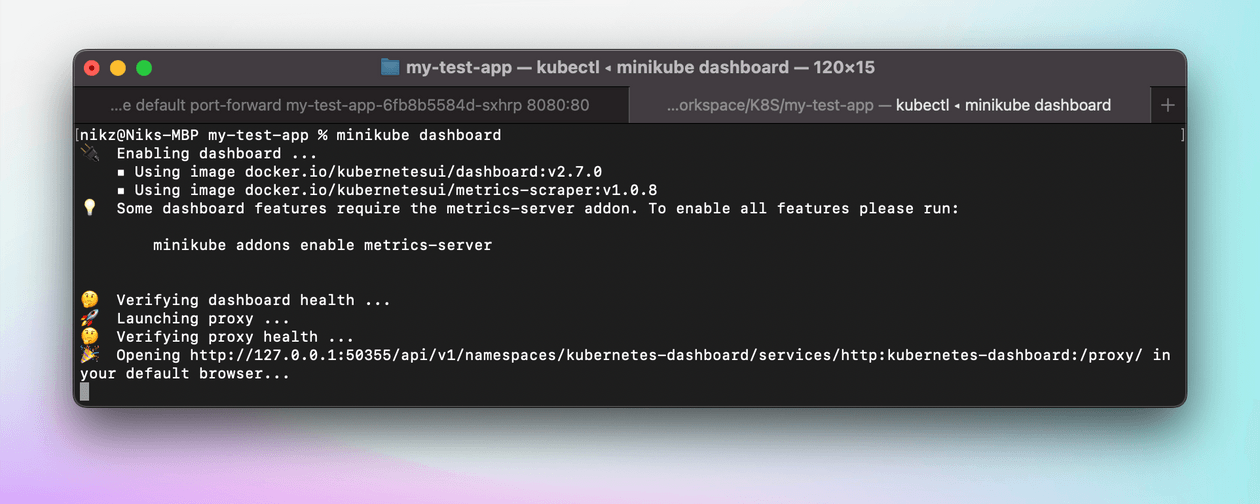 my-test-app — kubectl ◂ minikube dashboard — 120×15
...e default port-forward my-test-app-6fb8b5584d-sxhrp 8080:80
...orkspace/K8S/my-test-app — kubectl ◂ minikube dashboard
[nikz@Niks-MBP my-test-app % minikube dashboard ]
🔌 Enabling dashboard ...
▪ Using image docker.io/kubernetesui/dashboard:v2.7.0
▪ Using image docker.io/kubernetesui/metrics-scraper:v1.0.8
💡 Some dashboard features require the metrics-server addon. To enable all features please run:
minikube addons enable metrics-server
🤔 Verifying dashboard health ...
🚀 Launching proxy ...
🤔 Verifying proxy health ...
🎉 Opening http://127.0.0.1:50355/api/v1/namespaces/kubernetes-dashboard/services/http:kubernetes-dashboard:/proxy/ in
your default browser...